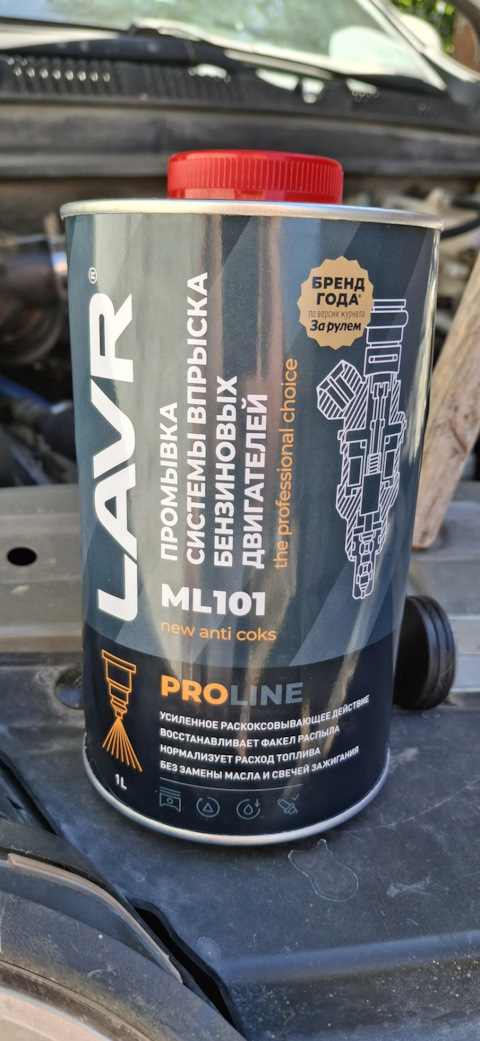 LAVR®
ПРОМЫВКА
СИСТЕМЫ ВПРЫСКА
БЕНЗИНОВЫХ
ДВИГАТЕЛЕЙ
the professional choice
БРЕНД
ГОДА*
по версии журнала
За рулем
ML101
new anti coks
PROLINE
УСИЛЕННОЕ РАСКОКСОВЫВАЮЩЕЕ ДЕЙСТВИЕ
ВОССТАНАВЛИВАЕТ ФАКЕЛ РАСПЫЛА
НОРМАЛИЗУЕТ РАСХОД ТОПЛИВА
БЕЗ ЗАМЕНЫ МАСЛА И СВЕЧЕЙ ЗАЖИГАНИЯ
1L